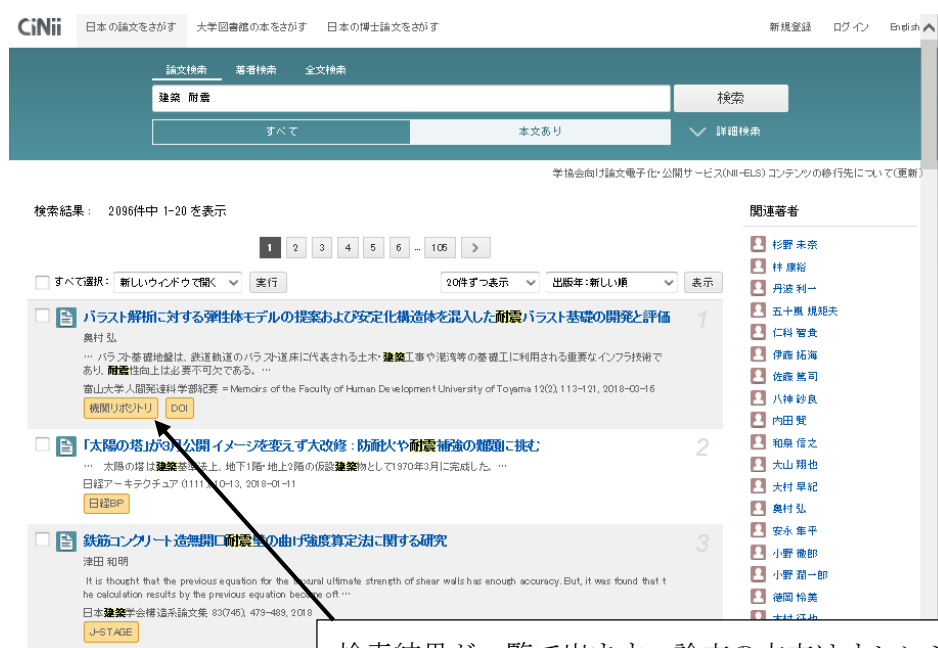 CiNii 日本の論文をさがす 大学図書館の本をさがす 日本の博士論文をさがす 新規登録 ログイン English
論文検索 著者検索 全文検索
建築 耐震 検索
すべて 本文あり 詳細検索
学協会向け論文電子化・公開サービス(NII-ELS) コンテンツの移行先について(更新)
検索結果： 2096件中 1-20 を表示 関連著者
1 2 3 4 5 6 ... 105 >
すべて選択: 新しいウィンドウで開く 実行 20件ずつ表示 出版年:新しい順 表示
バラスト解析に対する弾性体モデルの提案および安定化構造体を混入した耐震バラスト基礎の開発と評価 1
奥村 弘
… バラスト基礎地盤は、鉄道軌道のバラスト道床に代表される土木・建築工事や港湾等の基礎工に利用される重要なインフラ技術で
あり, 耐震性向上は必要不可欠である。 …
富山大学人間発達科学部紀要 = Memoirs of the Faculty of Human Development University of Toyama 12(2), 113-121, 2018-03-16
機関リポジトリ DOI
「太陽の塔」が3月公開 イメージを変えず大改修 : 防耐火や耐震補強の難題に挑む 2
… 太陽の塔は建築基準法上、地下1階・地上2階の仮設建築物として1970年3月に完成した。 …
日経アーキテクチュア (1111), 10-13, 2018-01-11
日経BP
鉄筋コンクリート造無開口耐震壁の曲げ強度算定法に関する研究 3
津田 和明
It is thought that the previous equation for the flexural ultimate strength of shear walls has enough accuracy. But, it was found that t
he calculation results by the previous equation become oft …
日本建築学会構造系論文集 83(745), 479-489, 2018
J-STAGE
杉野 未奈
林 康裕
丹波 利一
五十嵐 規矩夫
仁科 智貴
伊藤 拓海
佐藤 篤司
八神 紗良
内田 賢
和泉 信之
大山 翔也
大村 早紀
奥村 弘
安永 隼平
小野 徹郎
小野 潤一郎
徳岡 怜美